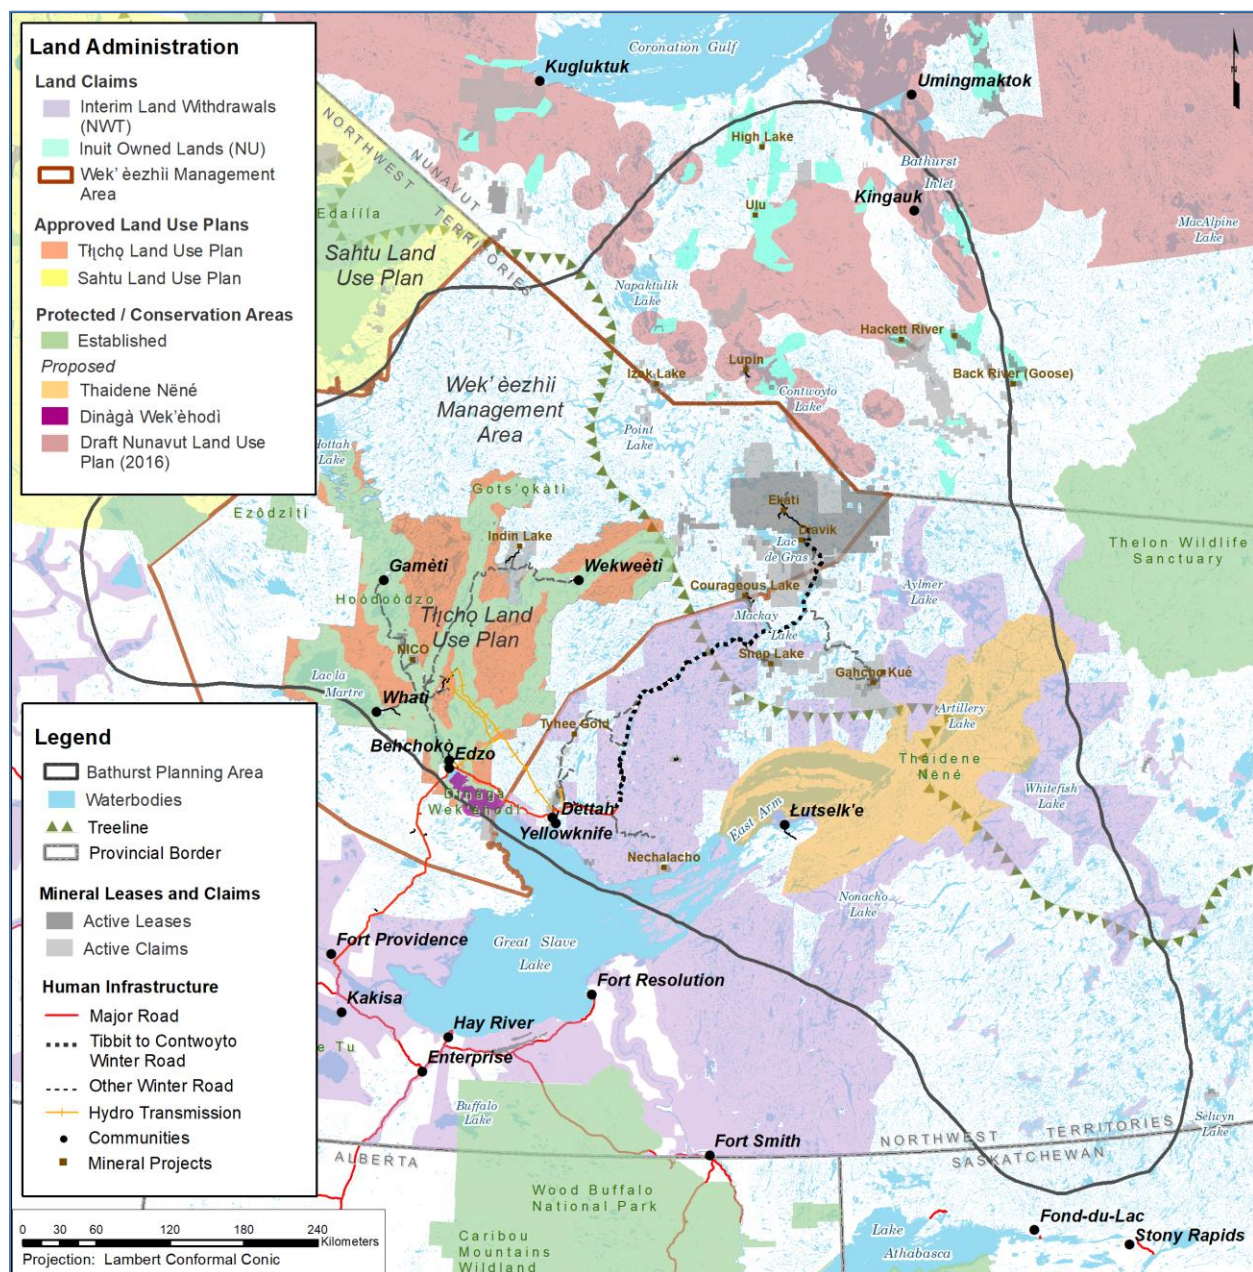 Land Administration
Land Claims
Interim Land Withdrawals
(NWT)
Inuit Owned Lands (NU)
Wek' èezhìi Management
Area
Approved Land Use Plans
Tłı̨chǫ Land Use Plan
Sahtu Land Use Plan
Protected / Conservation Areas
Established
Proposed
Thaidene Nëné
Dinàgà Wek'èhodì
Draft Nunavut Land Use
Plan (2016)
Legend
Bathurst Planning Area
Waterbodies
Treeline
Provincial Border
Mineral Leases and Claims
Active Leases
Active Claims
Human Infrastructure
Major Road
Tibbit to Contwoyto
Winter Road
Other Winter Road
Hydro Transmission
Communities
Mineral Projects
0 30 60 120 180 240
Kilometers
Projection: Lambert Conformal Conic
N
Coronation Gulf
Kugluktuk
Umingmaktok
NORTHWEST TERRITORIES
NUNAVUT
High Lake
Bathurst
Inlet
Ulu
Kingauk
MacAlpine
Lake
Edaíı́la
Sahtu Land
Use Plan
Napaktulik
Lake
Hackett River
Lupin
Izok Lake
Back River (Goose)
Contwoyto
Lake
Wek' èezhìi
Management
Area
Point
Lake
Hottah
Lake
Gots'ǫkàtì
Ezǫ̀dzìtì
Ekati
Diavik
Lac
de Gras
Indin Lake
Thelon Wildlife
Sanctuary
Gamètì
Wekweètì
Courageous Lake
Aylmer
Lake
Hoòdoòdzo
Tłı̨chǫ Land
Use Plan
Mackay
Lake
NICO
Snap Lake
Gahcho Kué
Lac la
Martre
Whatì
Artillery
Lake
Tyhee Gold
Behchokǫ̀
Edzo
Thaidene
Nëné
Whitefish
Lake
Dinàgà
Wek'èhodì
Dettah
Yellowknife
East Arm
Łutselk'e
Nechalacho
Nonacho
Lake
Fort Providence
Great Slave
Lake
Fort Resolution
Kakisa
Hay River
e Tu
Enterprise
Buffalo
Lake
Selwyn
Lake
Fort Smith
NORTHWEST TERRITORIES
ALBERTA
SASKATCHEWAN
Wood Buffalo
National Park
Fond-du-Lac
Lake
Athabasca
Stony Rapids
Caribou
Mountains
Wildland